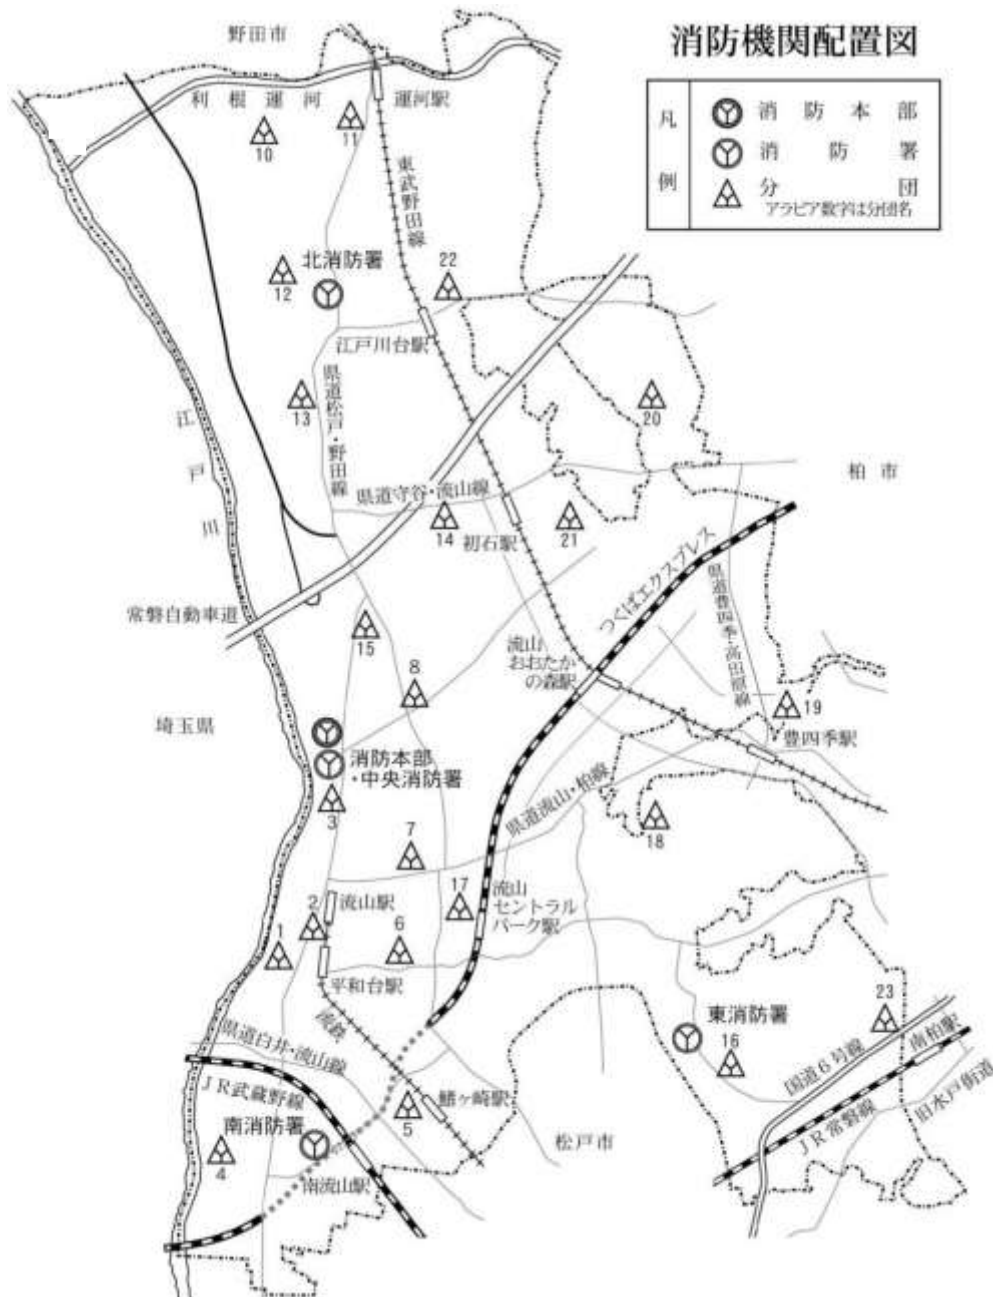 消防機関配置図
凡例
消防本部
消防署
分団
アラビア数字は分団名
野田市
利根運河
運河駅
11
10
東武野田線
北消防署
22
12
江戸川台駅
県道松戸・野田線
13
20
江戸川
柏市
県道守谷・流山線
14
初石駅
21
つくばエクスプレス
県道豊四季・高田原線
常磐自動車道
15
流山
おおたか
の森駅
8
19
埼玉県
豊四季駅
消防本部
・中央消防署
3
県道流山・柏線
18
7
17
流山
セントラル
パーク駅
2
流山駅
1
6
平和台駅
流鉄
23
東消防署
16
国道6号線
南柏駅
県道白井・流山線
JR武蔵野線
鰭ヶ崎駅
5
JR常磐線
旧水戸街道
南消防署
4
松戸市
南流山駅